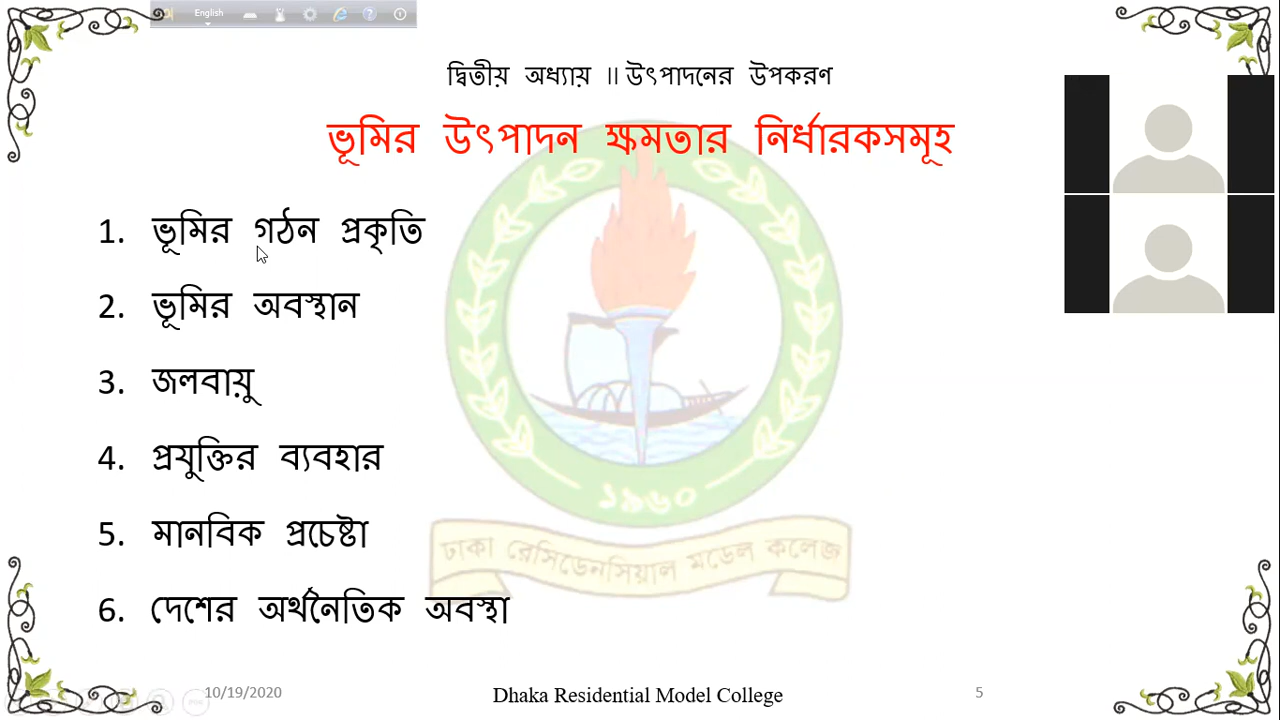 English
দ্বিতীয় অধ্যায় ॥ উৎপাদনের উপকরণ
ভূমির উৎপাদন ক্ষমতার নির্ধারকসমূহ
1. ভূমির গঠন প্রকৃতি
2. ভূমির অবস্থান
3. জলবায়ু
4. প্রযুক্তির ব্যবহার
5. মানবিক প্রচেষ্টা
6. দেশের অর্থনৈতিক অবস্থা
১৯৬০
ঢাকা রেসিডেনসিয়াল মডেল কলেজ
10/19/2020
Dhaka Residential Model College
5